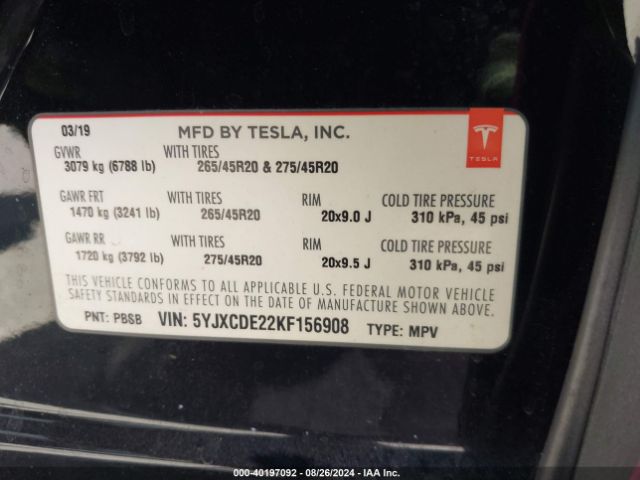 03/19 MFD BY TESLA, INC.
TESLA
GVWR WITH TIRES
3079 kg (6788 lb) 265/45R20 & 275/45R20
GAWR FRT WITH TIRES RIM COLD TIRE PRESSURE
1470 kg (3241 lb) 265/45R20 20x9.0 J 310 kPa, 45 psi
GAWR RR WITH TIRES RIM COLD TIRE PRESSURE
1720 kg (3792 lb) 275/45R20 20x9.5 J 310 kPa, 45 psi
THIS VEHICLE CONFORMS TO ALL APPLICABLE U.S. FEDERAL MOTOR VEHICLE
SAFETY STANDARDS IN EFFECT ON THE DATE OF MANUFACTURE SHOWN ABOVE.
PNT: PBSB VIN: 5YJXCDE22KF156908 TYPE: MPV
000-40197092 - 08/26/2024 - IAA Inc.